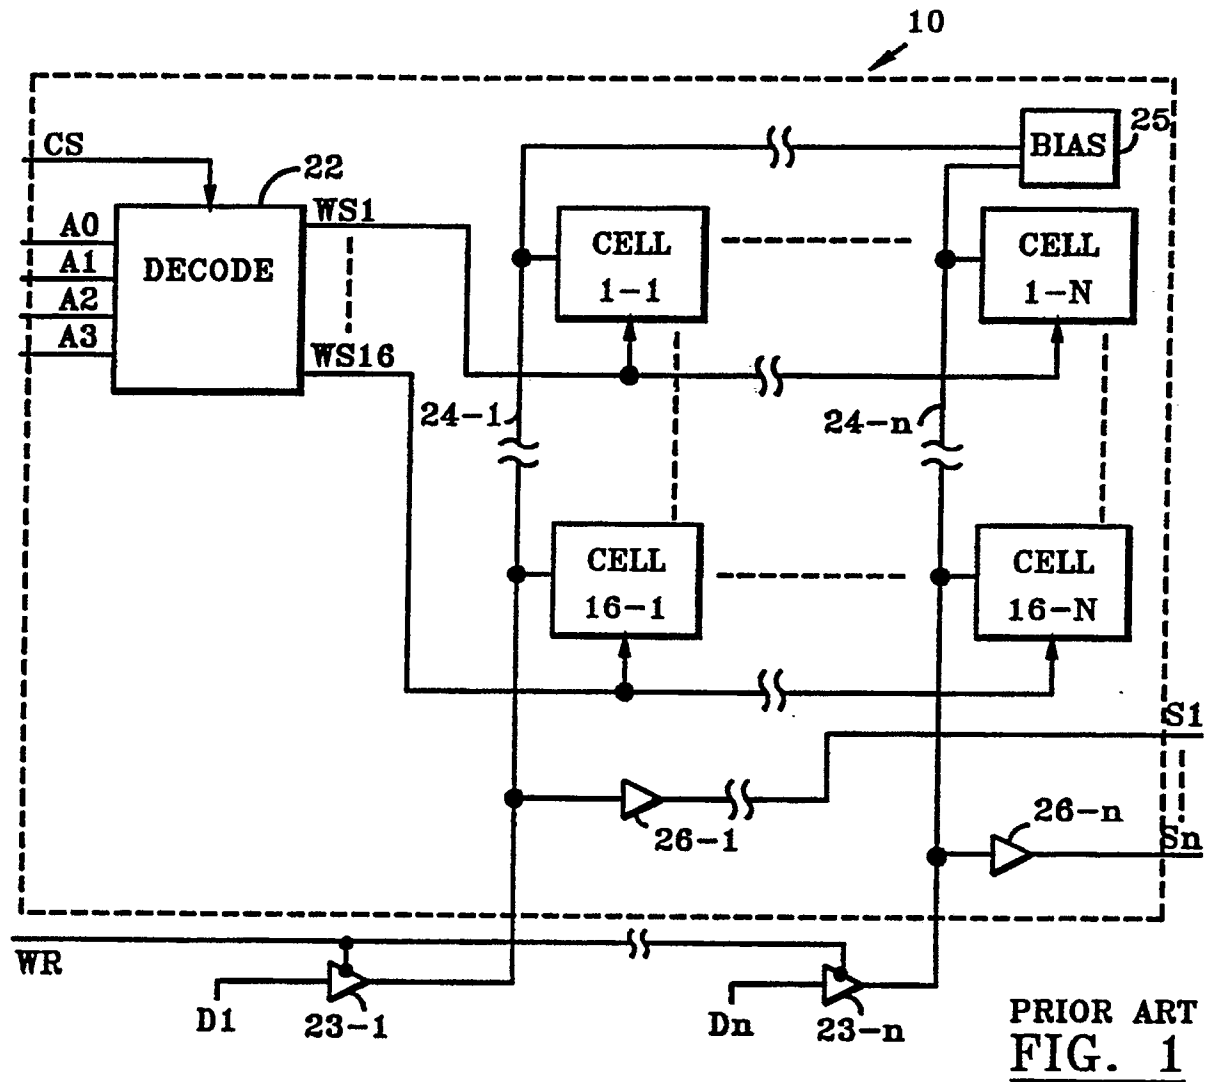 10
CS
22
BIAS
25
A0
A1
A2
A3
DECODE
WS1
WS16
CELL
1-1
CELL
1-N
24-1
24-n
CELL
16-1
CELL
16-N
S1
26-1
26-n
Sn
WR
D1
23-1
Dn
23-n
PRIOR ART
FIG. 1